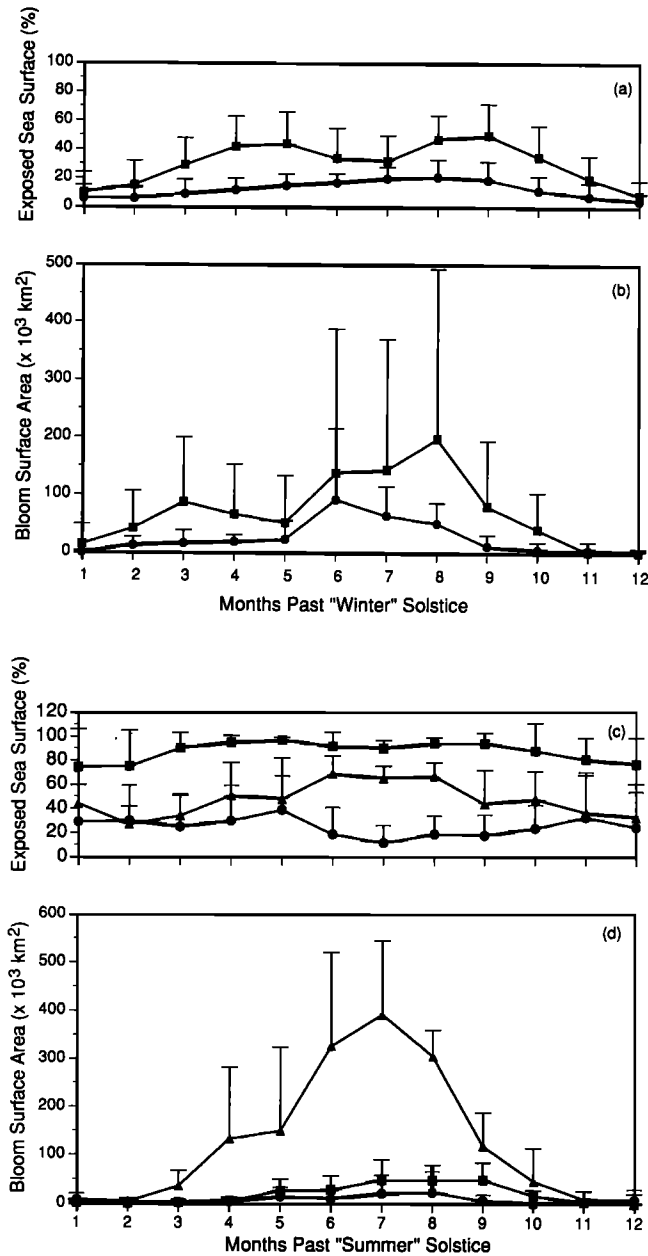 Exposed Sea Surface (%)
100
80
60
40
20
0
(a)
Bloom Surface Area (x 10³ km²)
500
400
300
200
100
0
(b)
1 2 3 4 5 6 7 8 9 10 11 12
Months Past "Winter" Solstice
Exposed Sea Surface (%)
120
100
80
60
40
20
0
(c)
Bloom Surface Area (x 10³ km²)
600
500
400
300
200
100
0
(d)
1 2 3 4 5 6 7 8 9 10 11 12
Months Past "Summer" Solstice